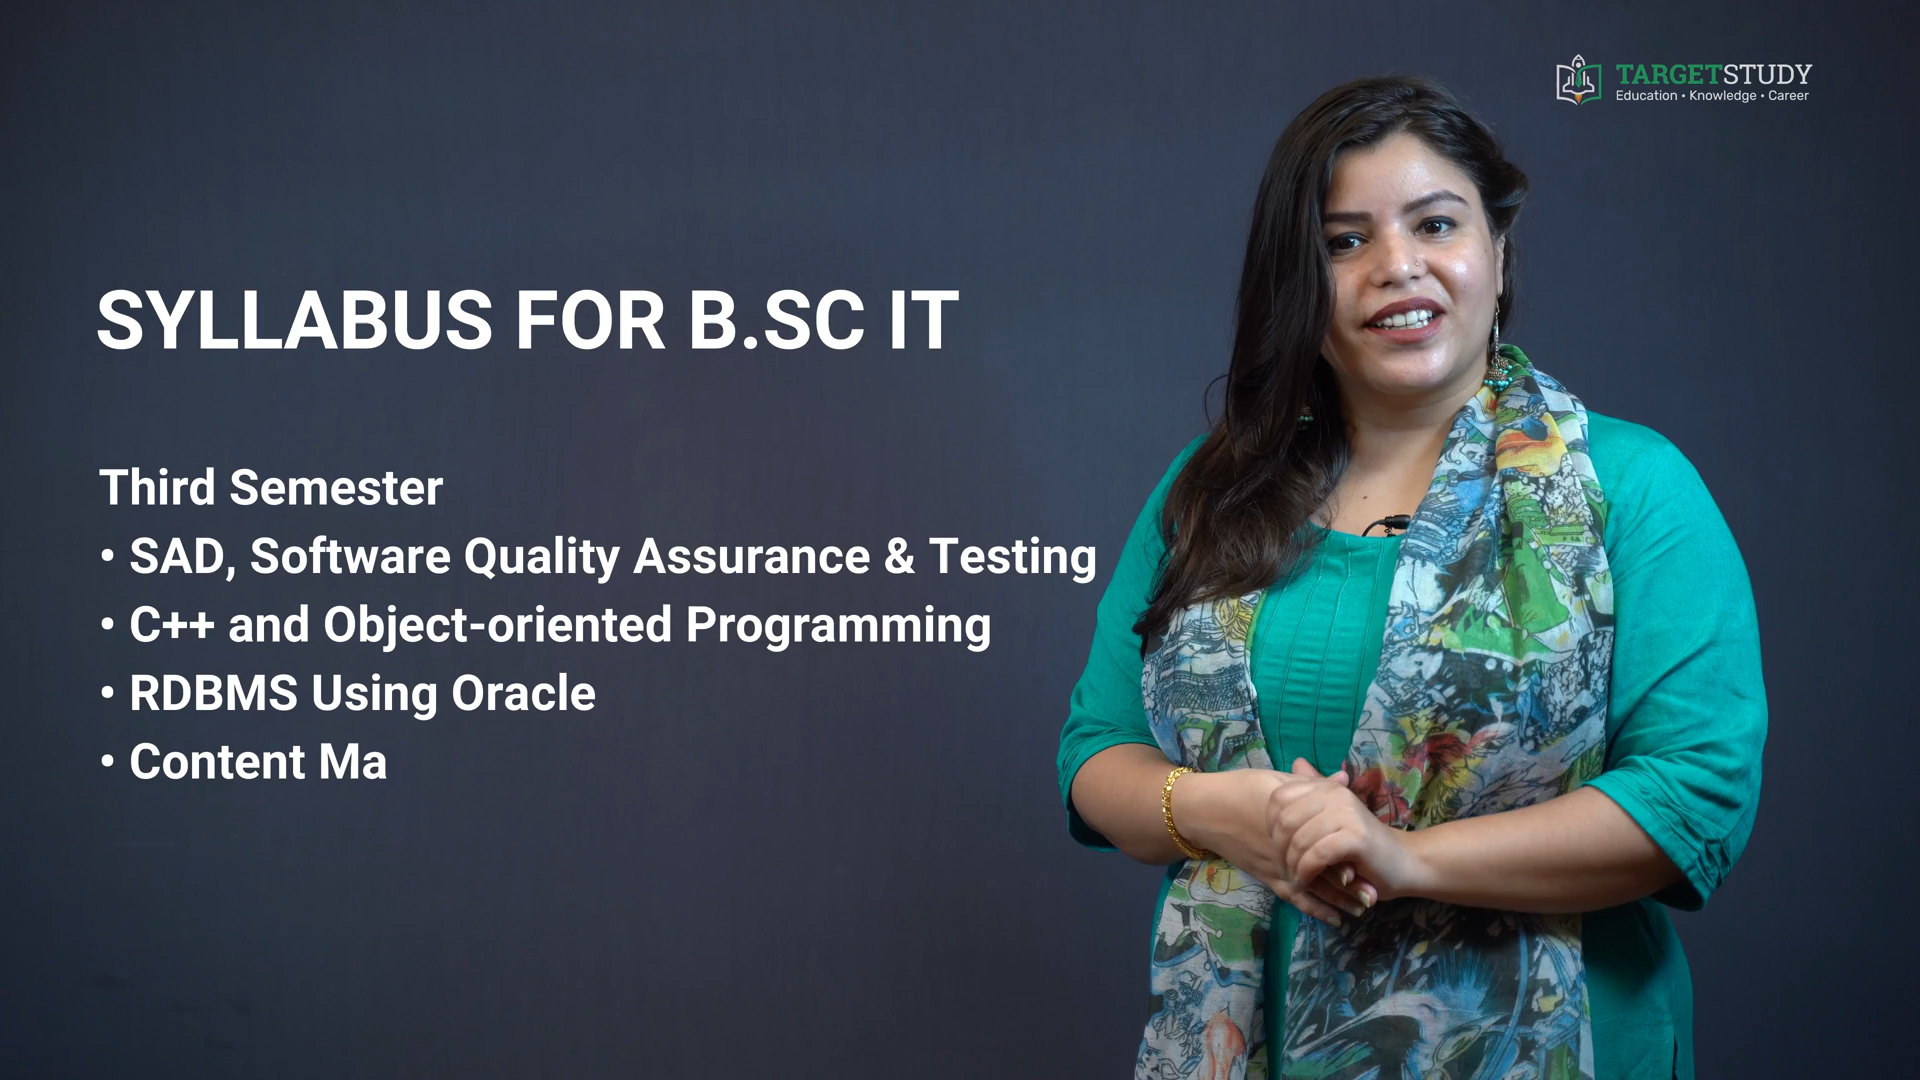 TARGETSTUDY
Education • Knowledge • Career
SYLLABUS FOR B.SC IT
Third Semester
• SAD, Software Quality Assurance & Testing
• C++ and Object-oriented Programming
• RDBMS Using Oracle
• Content Ma